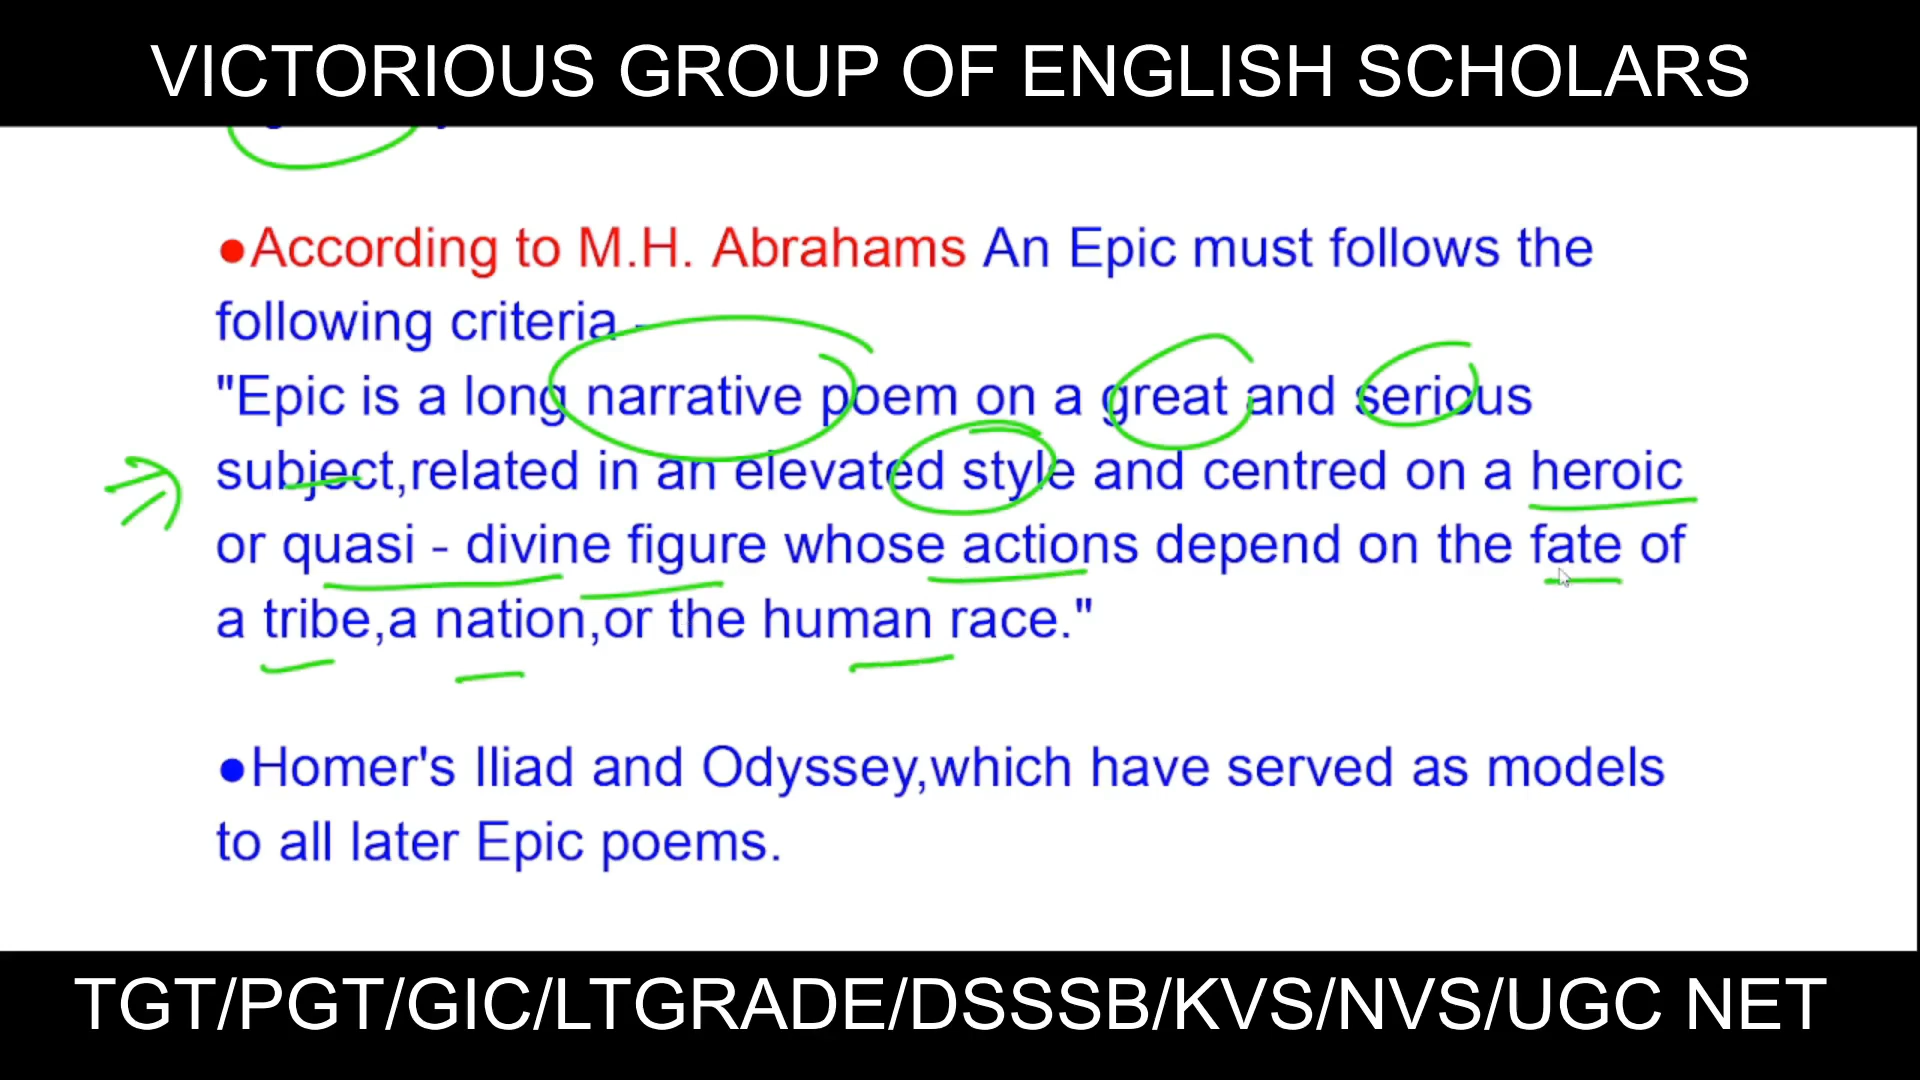 VICTORIOUS GROUP OF ENGLISH SCHOLARS
●According to M.H. Abrahams An Epic must follows the
following criteria -
"Epic is a long narrative poem on a great and serious
subject,related in an elevated style and centred on a heroic
or quasi - divine figure whose actions depend on the fate of
a tribe,a nation,or the human race."
●Homer's Iliad and Odyssey,which have served as models
to all later Epic poems.
TGT/PGT/GIC/LTGRADE/DSSSB/KVS/NVS/UGC NET